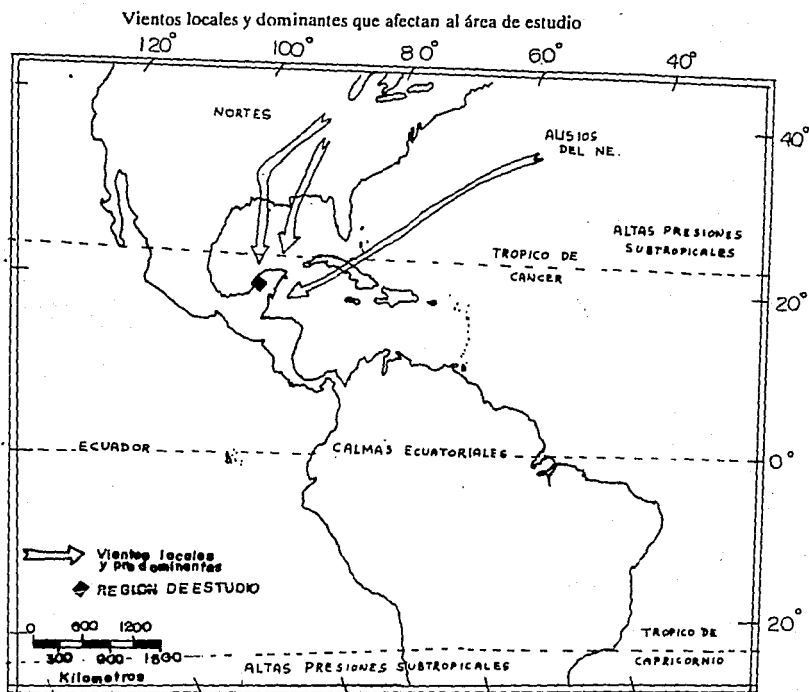 Vientos locales y dominantes que afectan al área de estudio
120° 100° 80° 60° 40°
NORTES
ALISIOS
DEL NE.
40°
ALTAS PRESIONES
SUBTROPICALES
TROPICO DE
CANCER
20°
ECUADOR
CALMAS ECUATORIALES
0°
Vientos locales
y predominentes
REGION DE ESTUDIO
0 600 1200
300 900 1500
Kilometros
20°
TROPICO DE
CAPRICORNIO
ALTAS PRESIONES SUBTROPICALES